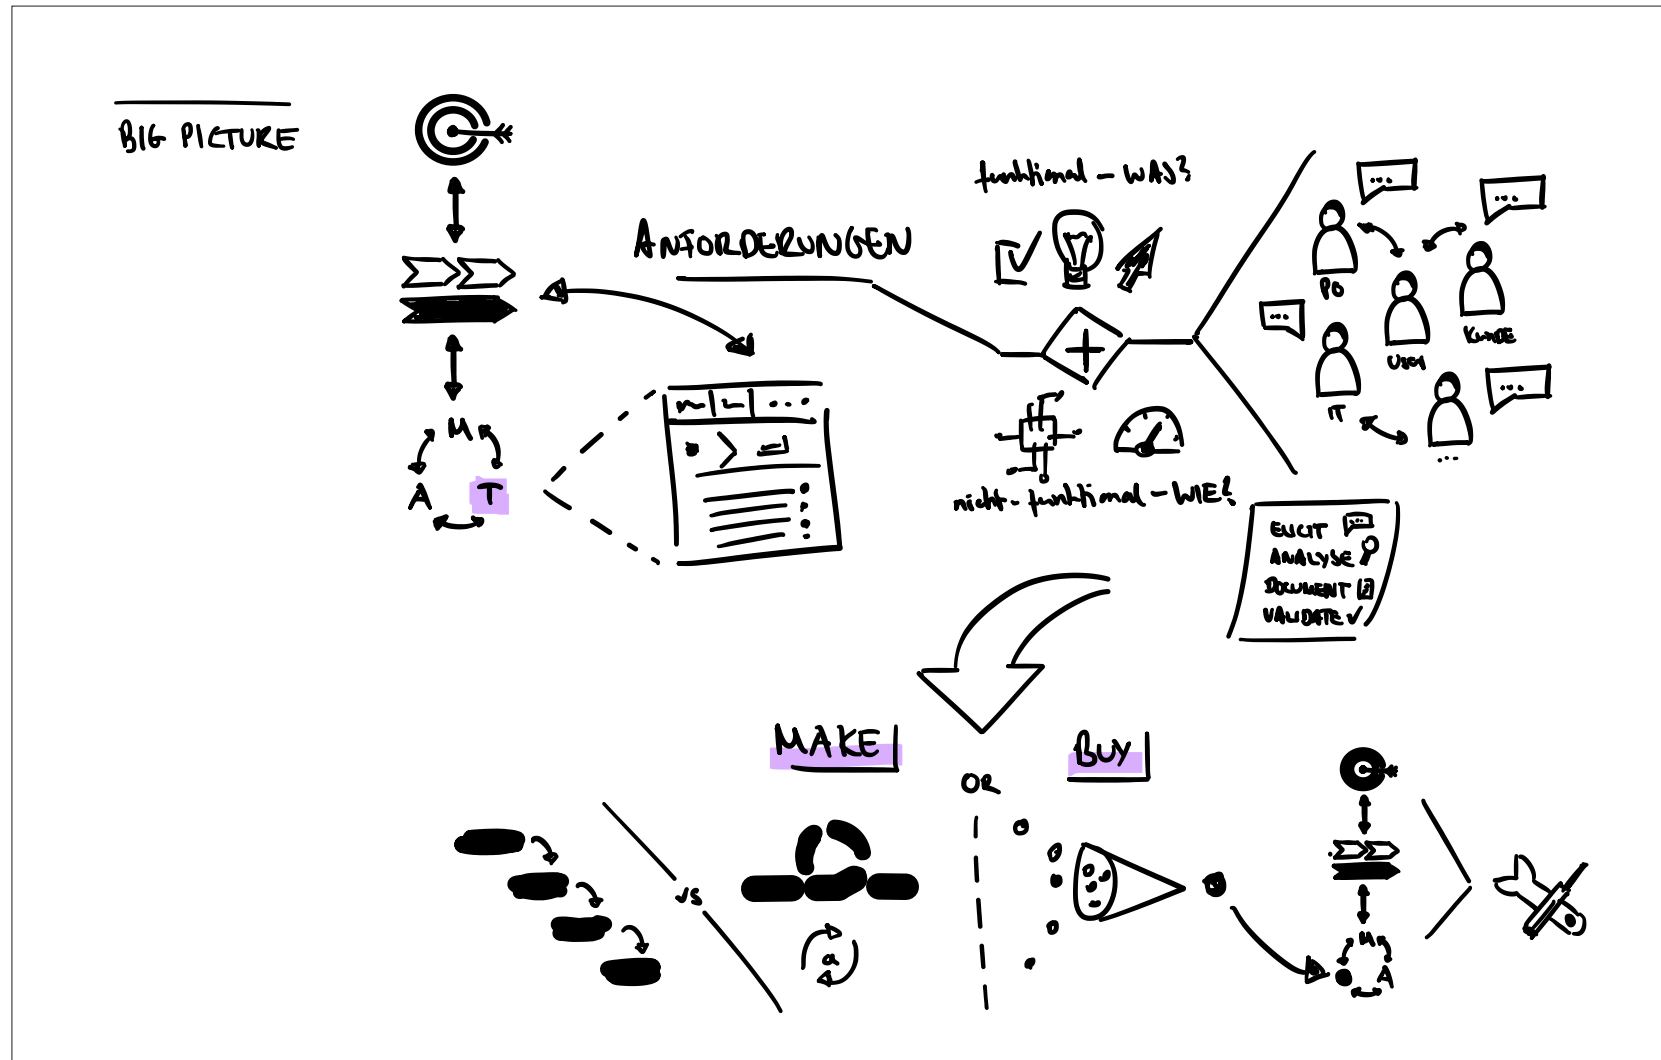 BIG PICTURE
M
A T
ANFORDERUNGEN
funktional - WAS?
nicht-funktional - WIE?
PO
USER
KUNDE
IT
...
ELICIT
ANALYSE
DOCUMENT
VALIDATE
MAKE
OR
BUY
VS
a
M
A